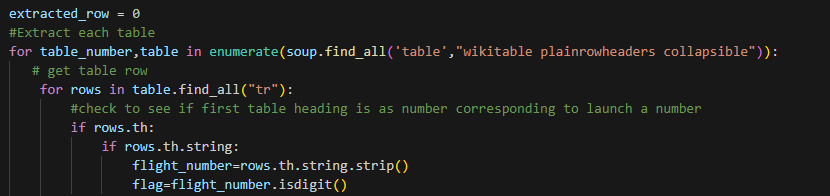 extracted_row = 0
#Extract each table
for table_number,table in enumerate(soup.find_all('table',"wikitable plainrowheaders collapsible")):
   # get table row
    for rows in table.find_all("tr"):
        #check to see if first table heading is as number corresponding to launch a number
        if rows.th:
            if rows.th.string:
                flight_number=rows.th.string.strip()
                flag=flight_number.isdigit()